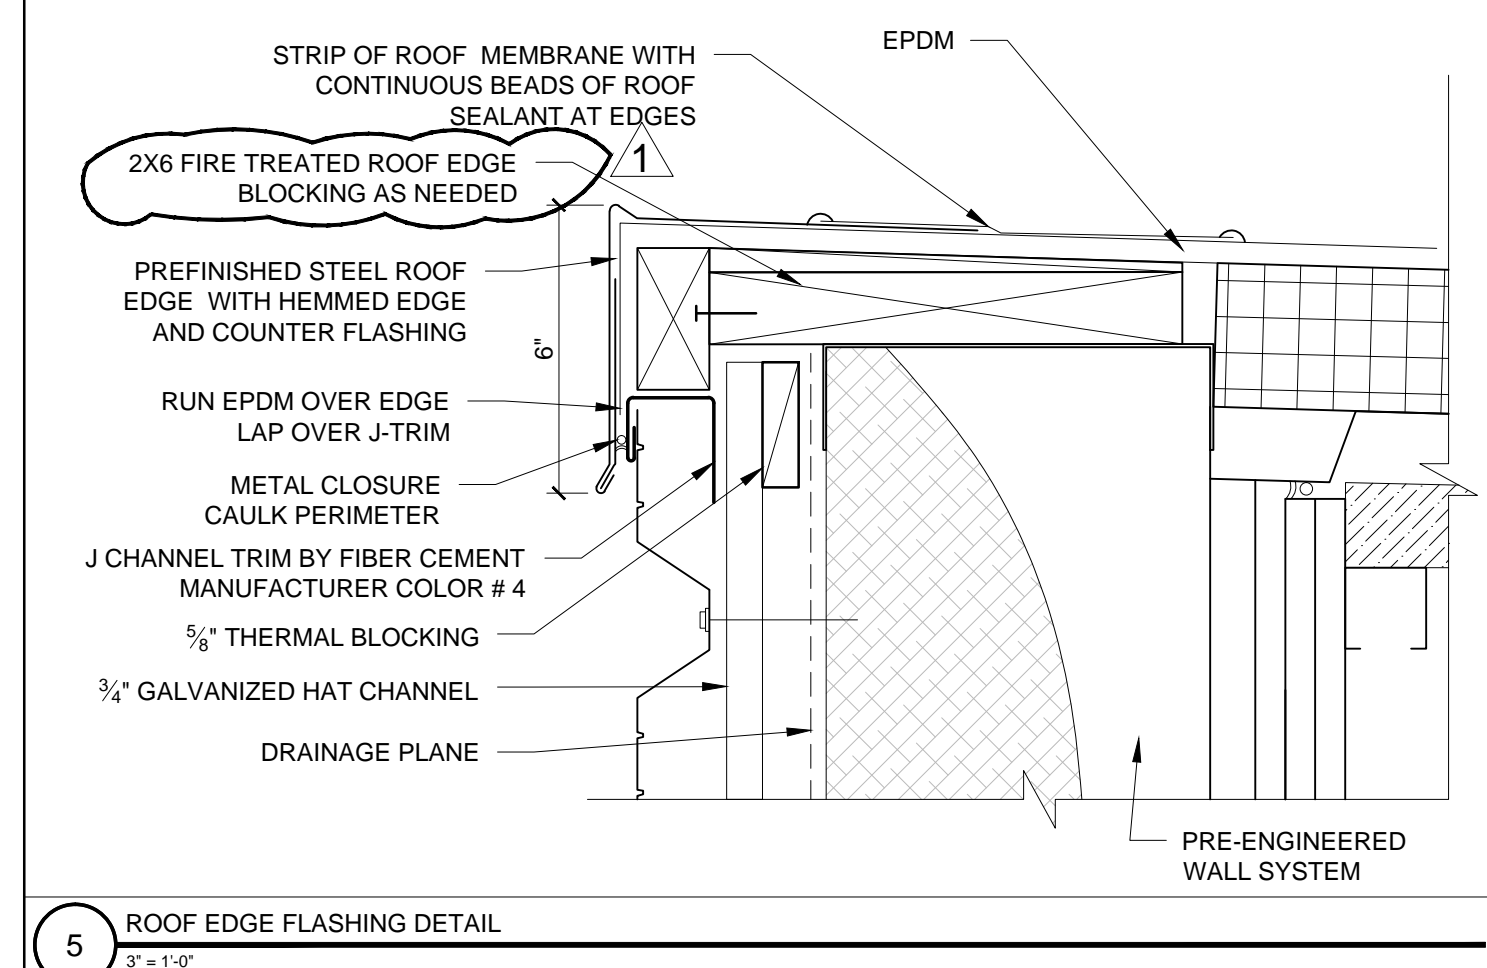 STRIP OF ROOF MEMBRANE WITH
CONTINUOUS BEADS OF ROOF
SEALANT AT EDGES
EPDM
2X6 FIRE TREATED ROOF EDGE
BLOCKING AS NEEDED
1
PREFINISHED STEEL ROOF
EDGE WITH HEMMED EDGE
AND COUNTER FLASHING
6"
RUN EPDM OVER EDGE
LAP OVER J-TRIM
METAL CLOSURE
CAULK PERIMETER
J CHANNEL TRIM BY FIBER CEMENT
MANUFACTURER COLOR # 4
⅝" THERMAL BLOCKING
¾" GALVANIZED HAT CHANNEL
DRAINAGE PLANE
PRE-ENGINEERED
WALL SYSTEM
5
ROOF EDGE FLASHING DETAIL
3" = 1'-0"